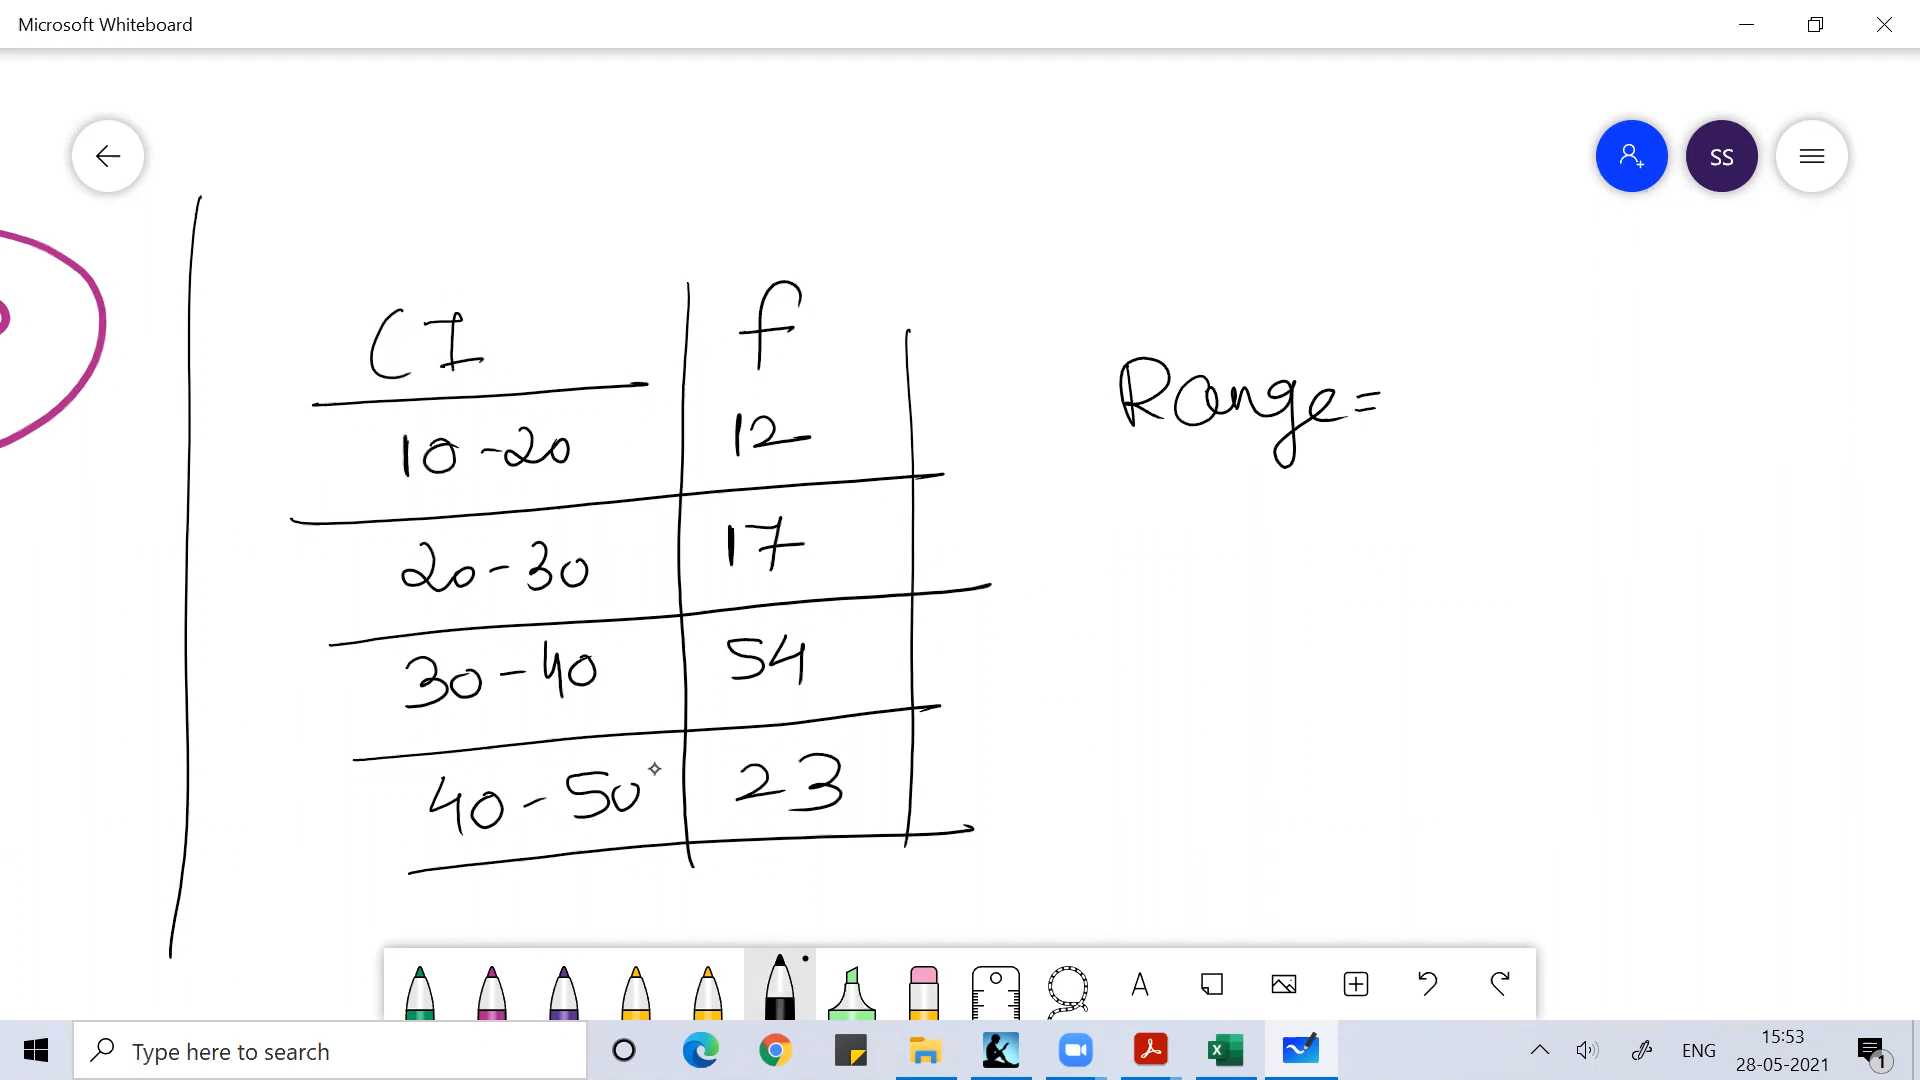 Microsoft Whiteboard
SS
CI f
10-20 12
20-30 17
30-40 54
40-50 23
Range=
A
Type here to search
ENG
15:53
28-05-2021
1